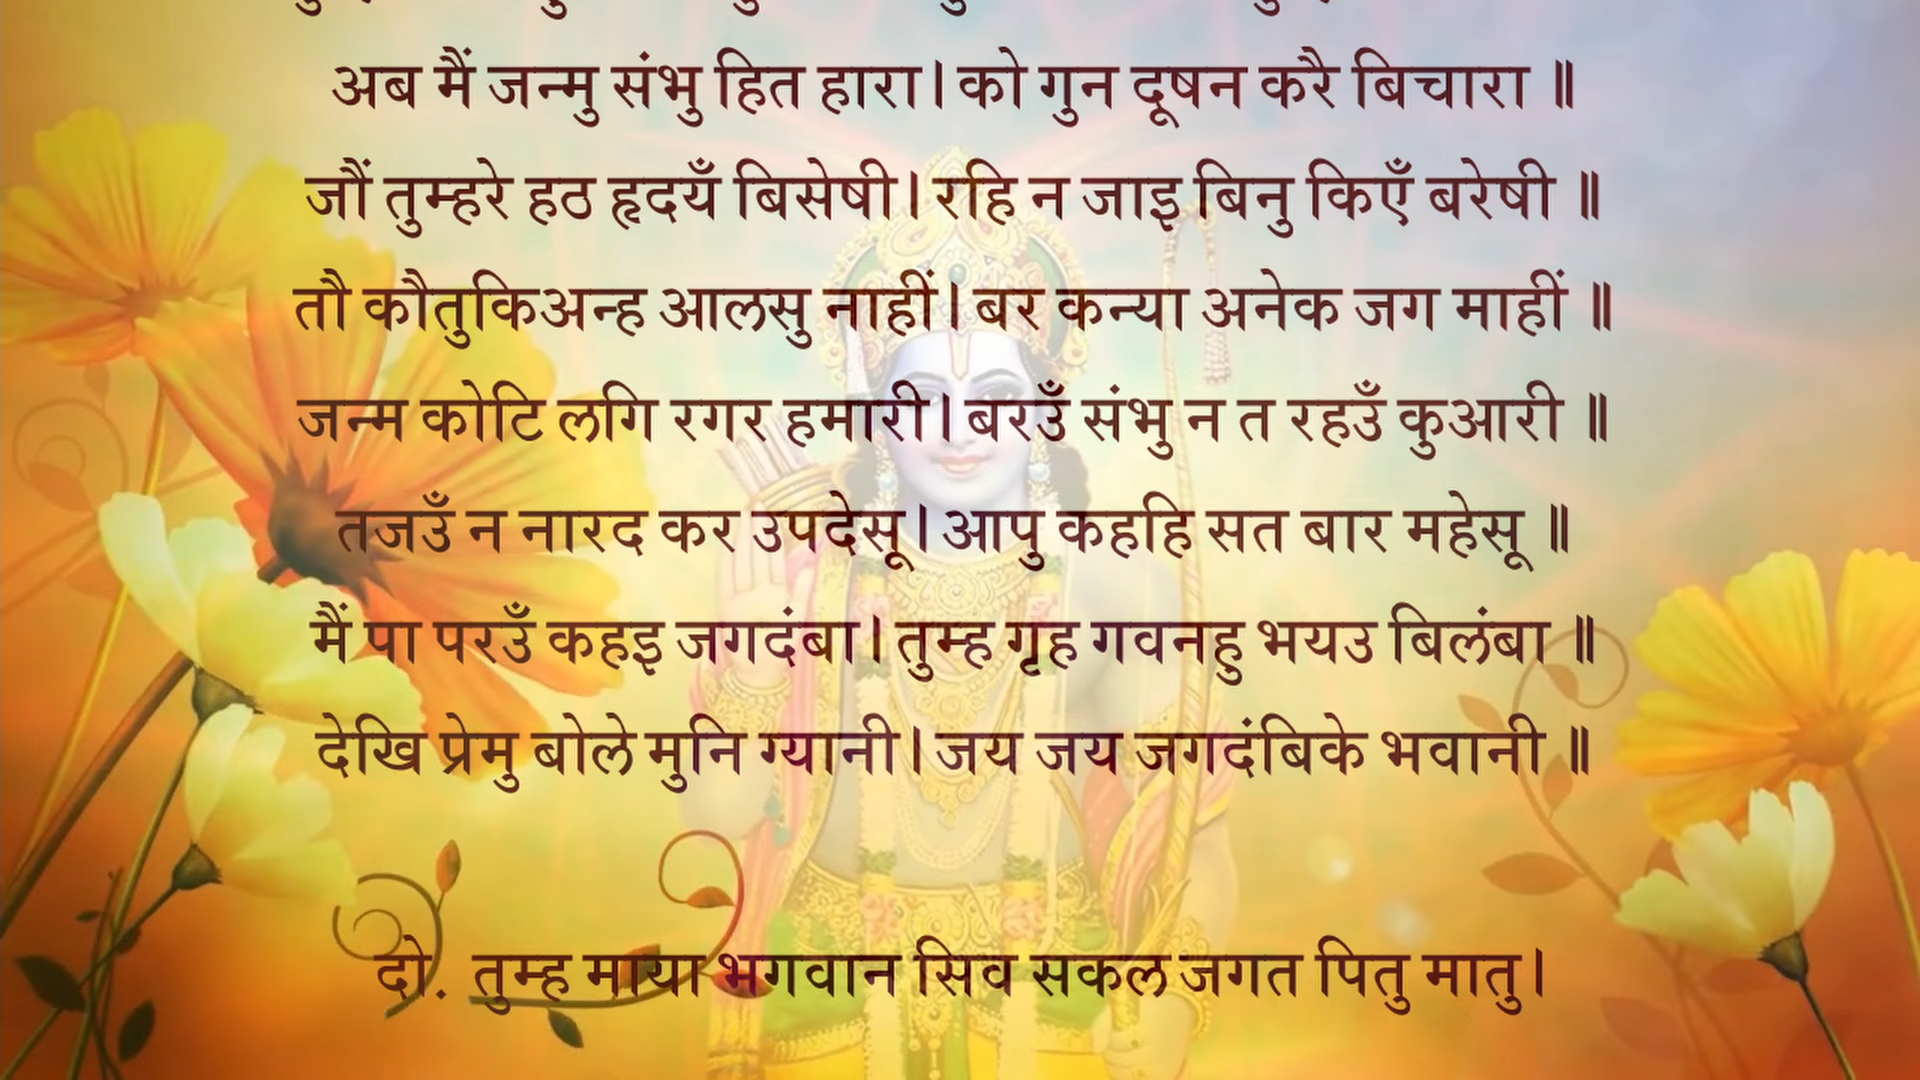 अब मैं जन्मु संभु हित हारा। को गुन दूषन करै बिचारा ॥
जौं तुम्हरे हठ हृदयँ बिसेषी। रहि न जाइ बिनु किएँ बरेषी ॥
तौ कौतुकिअन्ह आलसु नाहीं। बर कन्या अनेक जग माहीं ॥
जन्म कोटि लगि रगर हमारी। बरउँ संभु न त रहउँ कुआरी ॥
तजउँ न नारद कर उपदेसू। आपु कहहि सत बार महेसू ॥
मैं पा परउँ कहइ जगदंबा। तुम्ह गृह गवनहु भयउ बिलंबा ॥
देखि प्रेमु बोले मुनि ग्यानी। जय जय जगदंबिके भवानी ॥
दो. तुम्ह माया भगवान सिव सकल जगत पितु मातु।